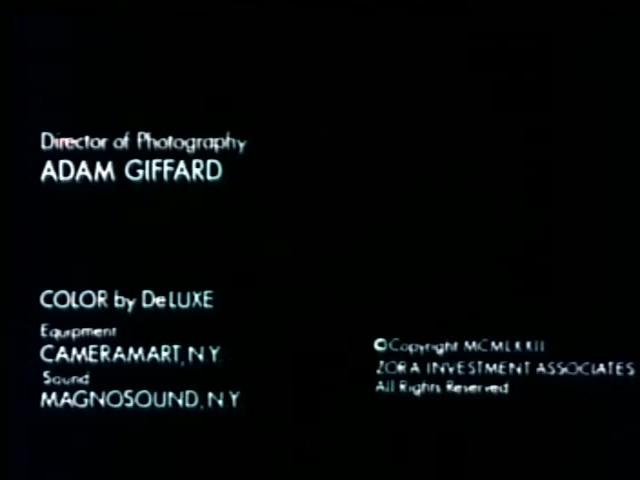 Director of Photography
ADAM GIFFARD
COLOR by DeLUXE
Equipment
CAMERAMART, N Y
Sound
MAGNOSOUND, N Y
©Copyright MCMLXXII
ZORA INVESTMENT ASSOCIATES
All Rights Reserved